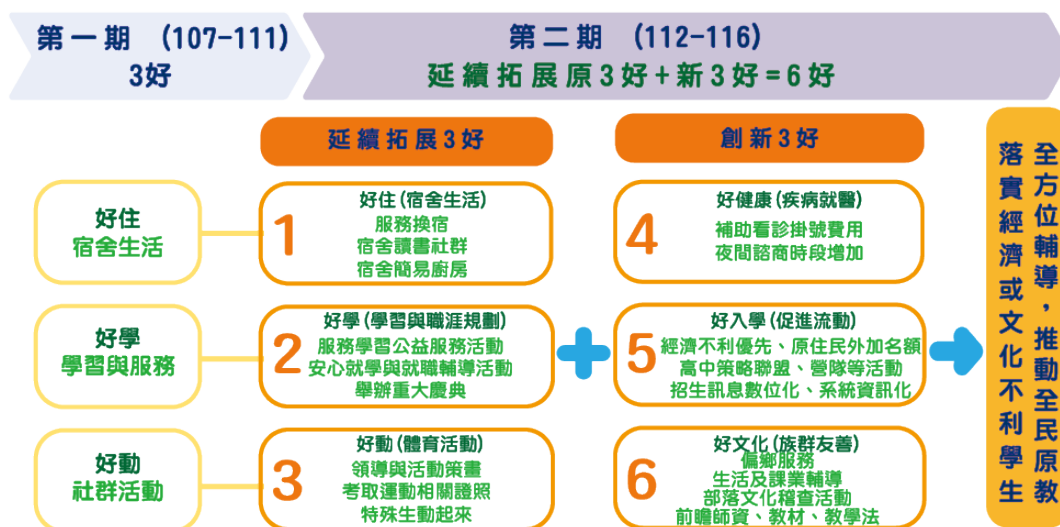 第一期 (107-111)
3好
第二期 (112-116)
延續拓展原3好+新3好=6好
延續拓展3好
創新3好
好住
宿舍生活
1
好住(宿舍生活)
服務換宿
宿舍讀書社群
宿舍簡易廚房
4
好健康(疾病就醫)
補助看診掛號費用
夜間諮商時段增加
好學
學習與服務
2
好學(學習與職涯規劃)
服務學習公益服務活動
安心就學與就職輔導活動
舉辦重大慶典
5
好入學(促進流動)
經濟不利優先、原住民外加名額
高中策略聯盟、營隊等活動
招生訊息數位化、系統資訊化
好動
社群活動
3
好動(體育活動)
領導與活動策畫
考取運動相關證照
特殊生動起來
6
好文化(族群友善)
偏鄉服務
生活及課業輔導
部落文化稽查活動
前瞻師資、教材、教學法
全方位輔導，推動全民原教
落實經濟或文化不利學生